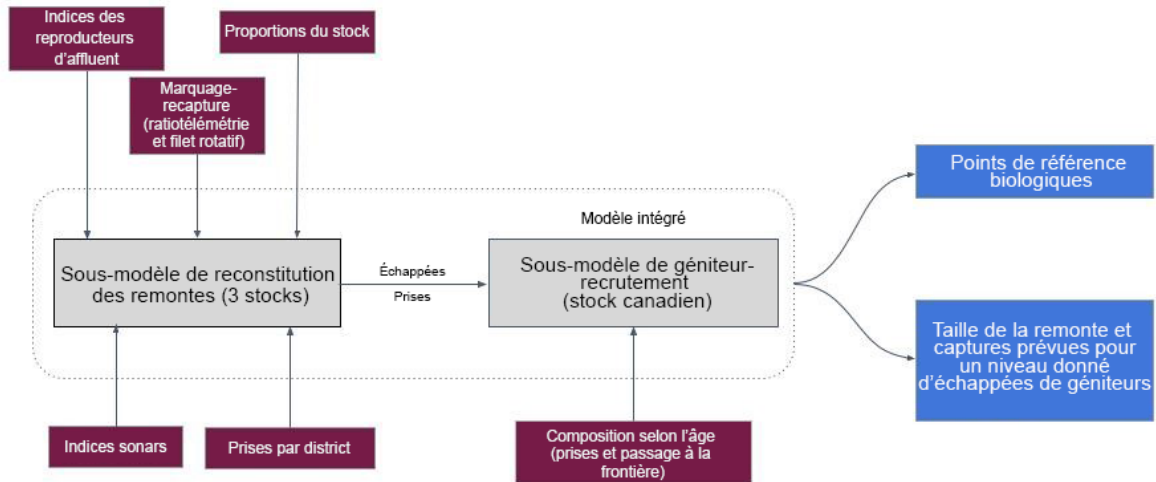 Indices des
reproducteurs
d'affluent
Proportions du stock
Marquage-
recapture
(ratiotélémétrie
et filet rotatif)
Points de référence
biologiques
Modèle intégré
Sous-modèle de reconstitution
des remontes (3 stocks)
Échappées
Prises
Sous-modèle de géniteur-
recrutement
(stock canadien)
Taille de la remonte et
captures prévues pour
un niveau donné
d'échappées de géniteurs
Indices sonars
Prises par district
Composition selon l'âge
(prises et passage à la
frontière)